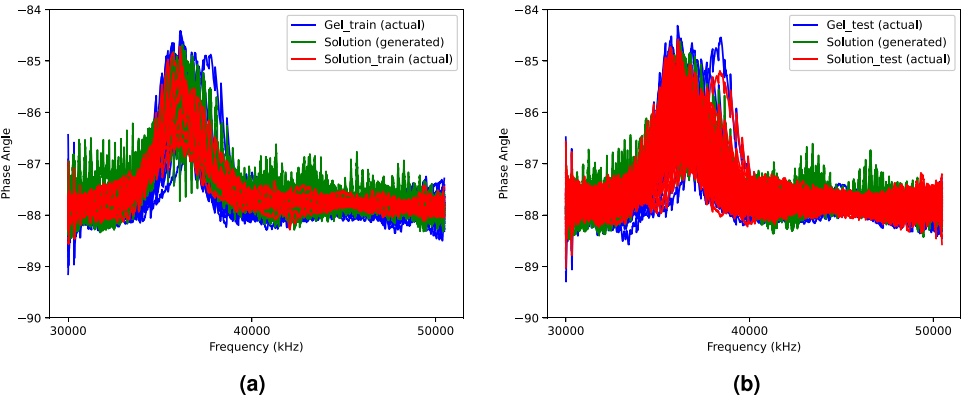 −84
−85
−86
−87
−88
−89
−90
Phase Angle
30000
40000
50000
Frequency (kHz)
Gel_train (actual)
Solution (generated)
Solution_train (actual)
(a)
−84
−85
−86
−87
−88
−89
−90
Phase Angle
30000
40000
50000
Frequency (kHz)
Gel_test (actual)
Solution (generated)
Solution_test (actual)
(b)